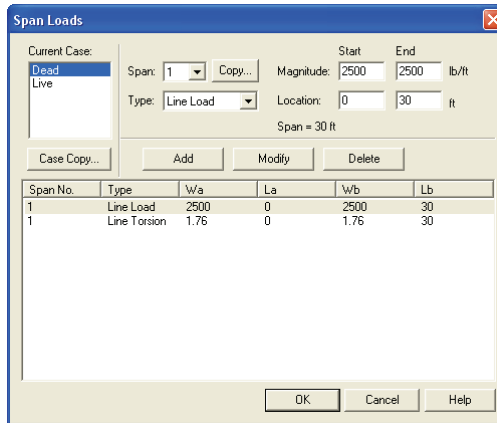 Span Loads
Current Case:
Dead
Live
Span: 1 Copy...
Type: Line Load
Start End
Magnitude: 2500 2500 lb/ft
Location: 0 30 ft
Span = 30 ft
Case Copy... Add Modify Delete
Span No. Type Wa La Wb Lb
1 Line Load 2500 0 2500 30
1 Line Torsion 1.76 0 1.76 30
OK Cancel Help